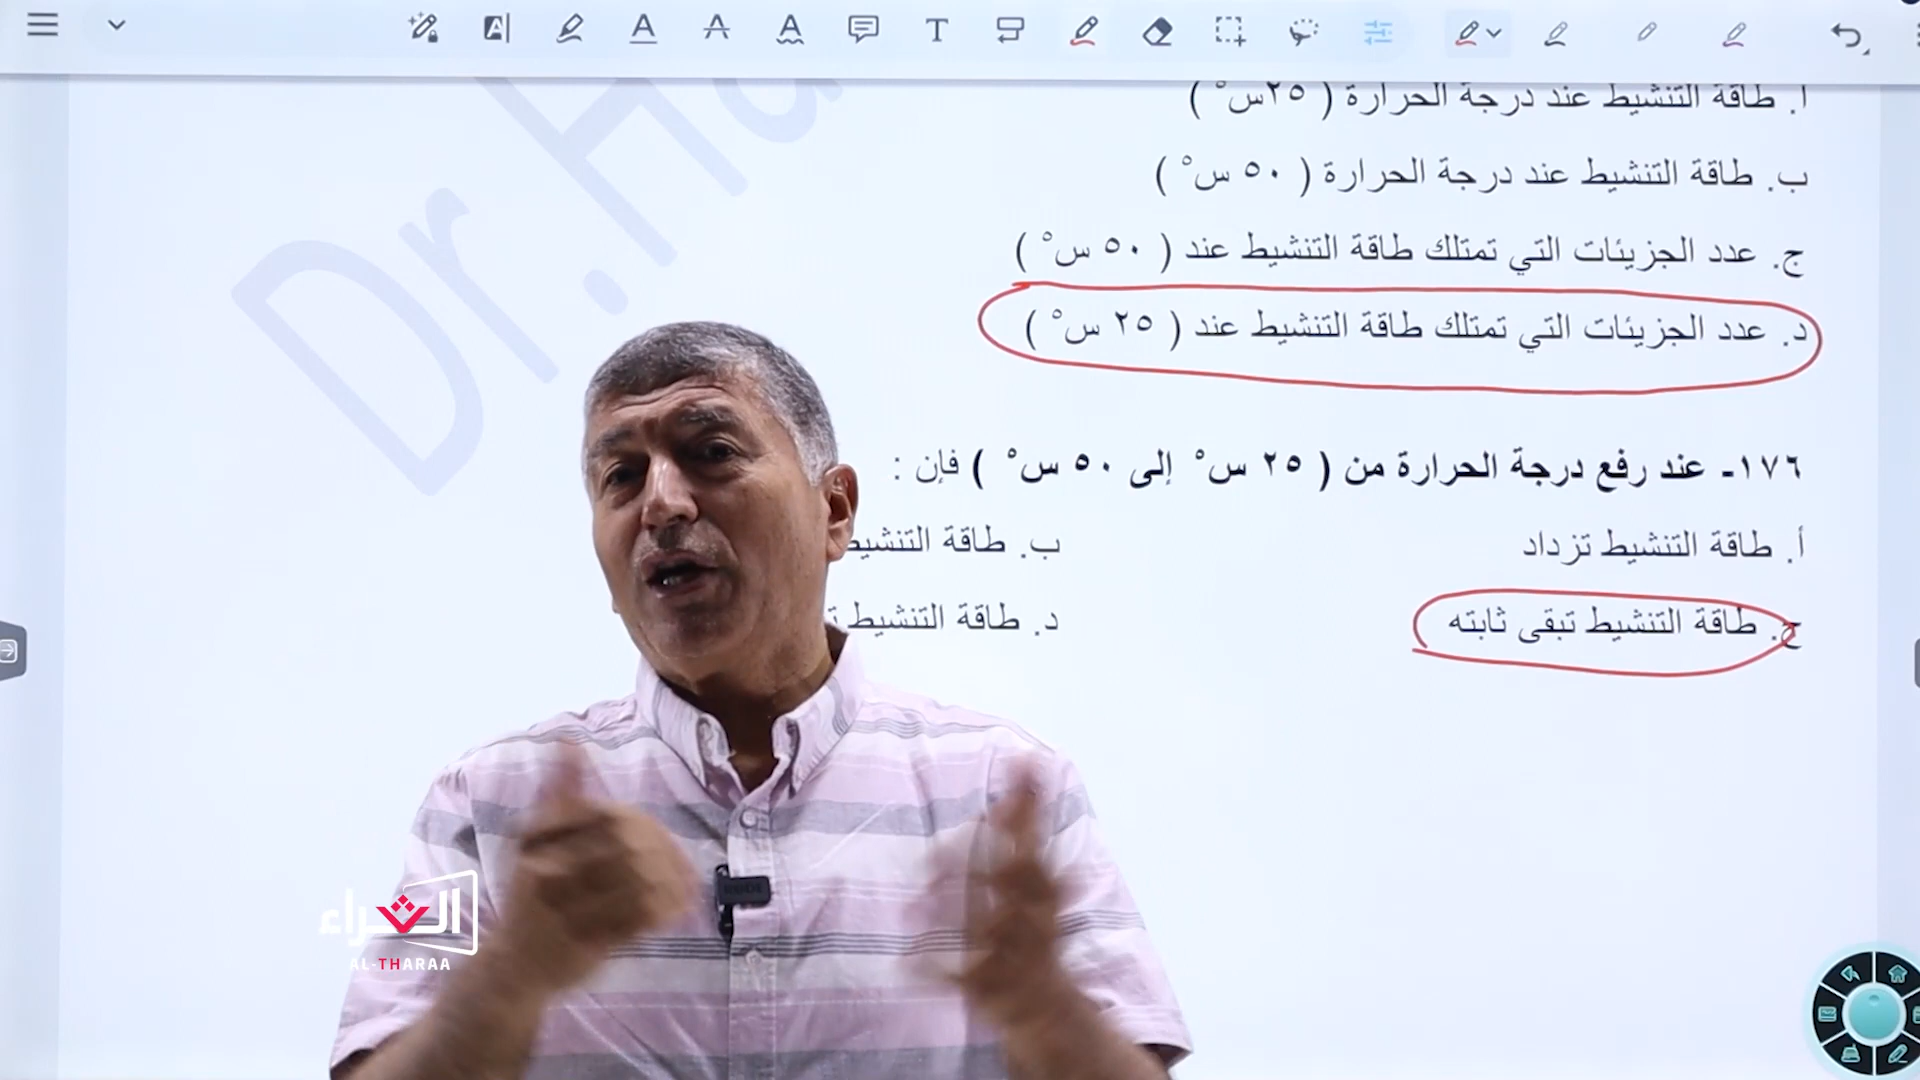 أ. طاقة التنشيط عند درجة الحرارة ( ٢٥س° )
ب. طاقة التنشيط عند درجة الحرارة ( ٥٠ س° )
ج. عدد الجزيئات التي تمتلك طاقة التنشيط عند ( ٥٠ س° )
د. عدد الجزيئات التي تمتلك طاقة التنشيط عند ( ٢٥ س° )
١٧٦- عند رفع درجة الحرارة من ( ٢٥ س° إلى ٥٠ س° ) فإن :
أ. طاقة التنشيط تزداد ب. طاقة التنشيط
ج. طاقة التنشيط تبقى ثابته د. طاقة التنشيط
Dr.Ha
الثراء
AL-THARAA